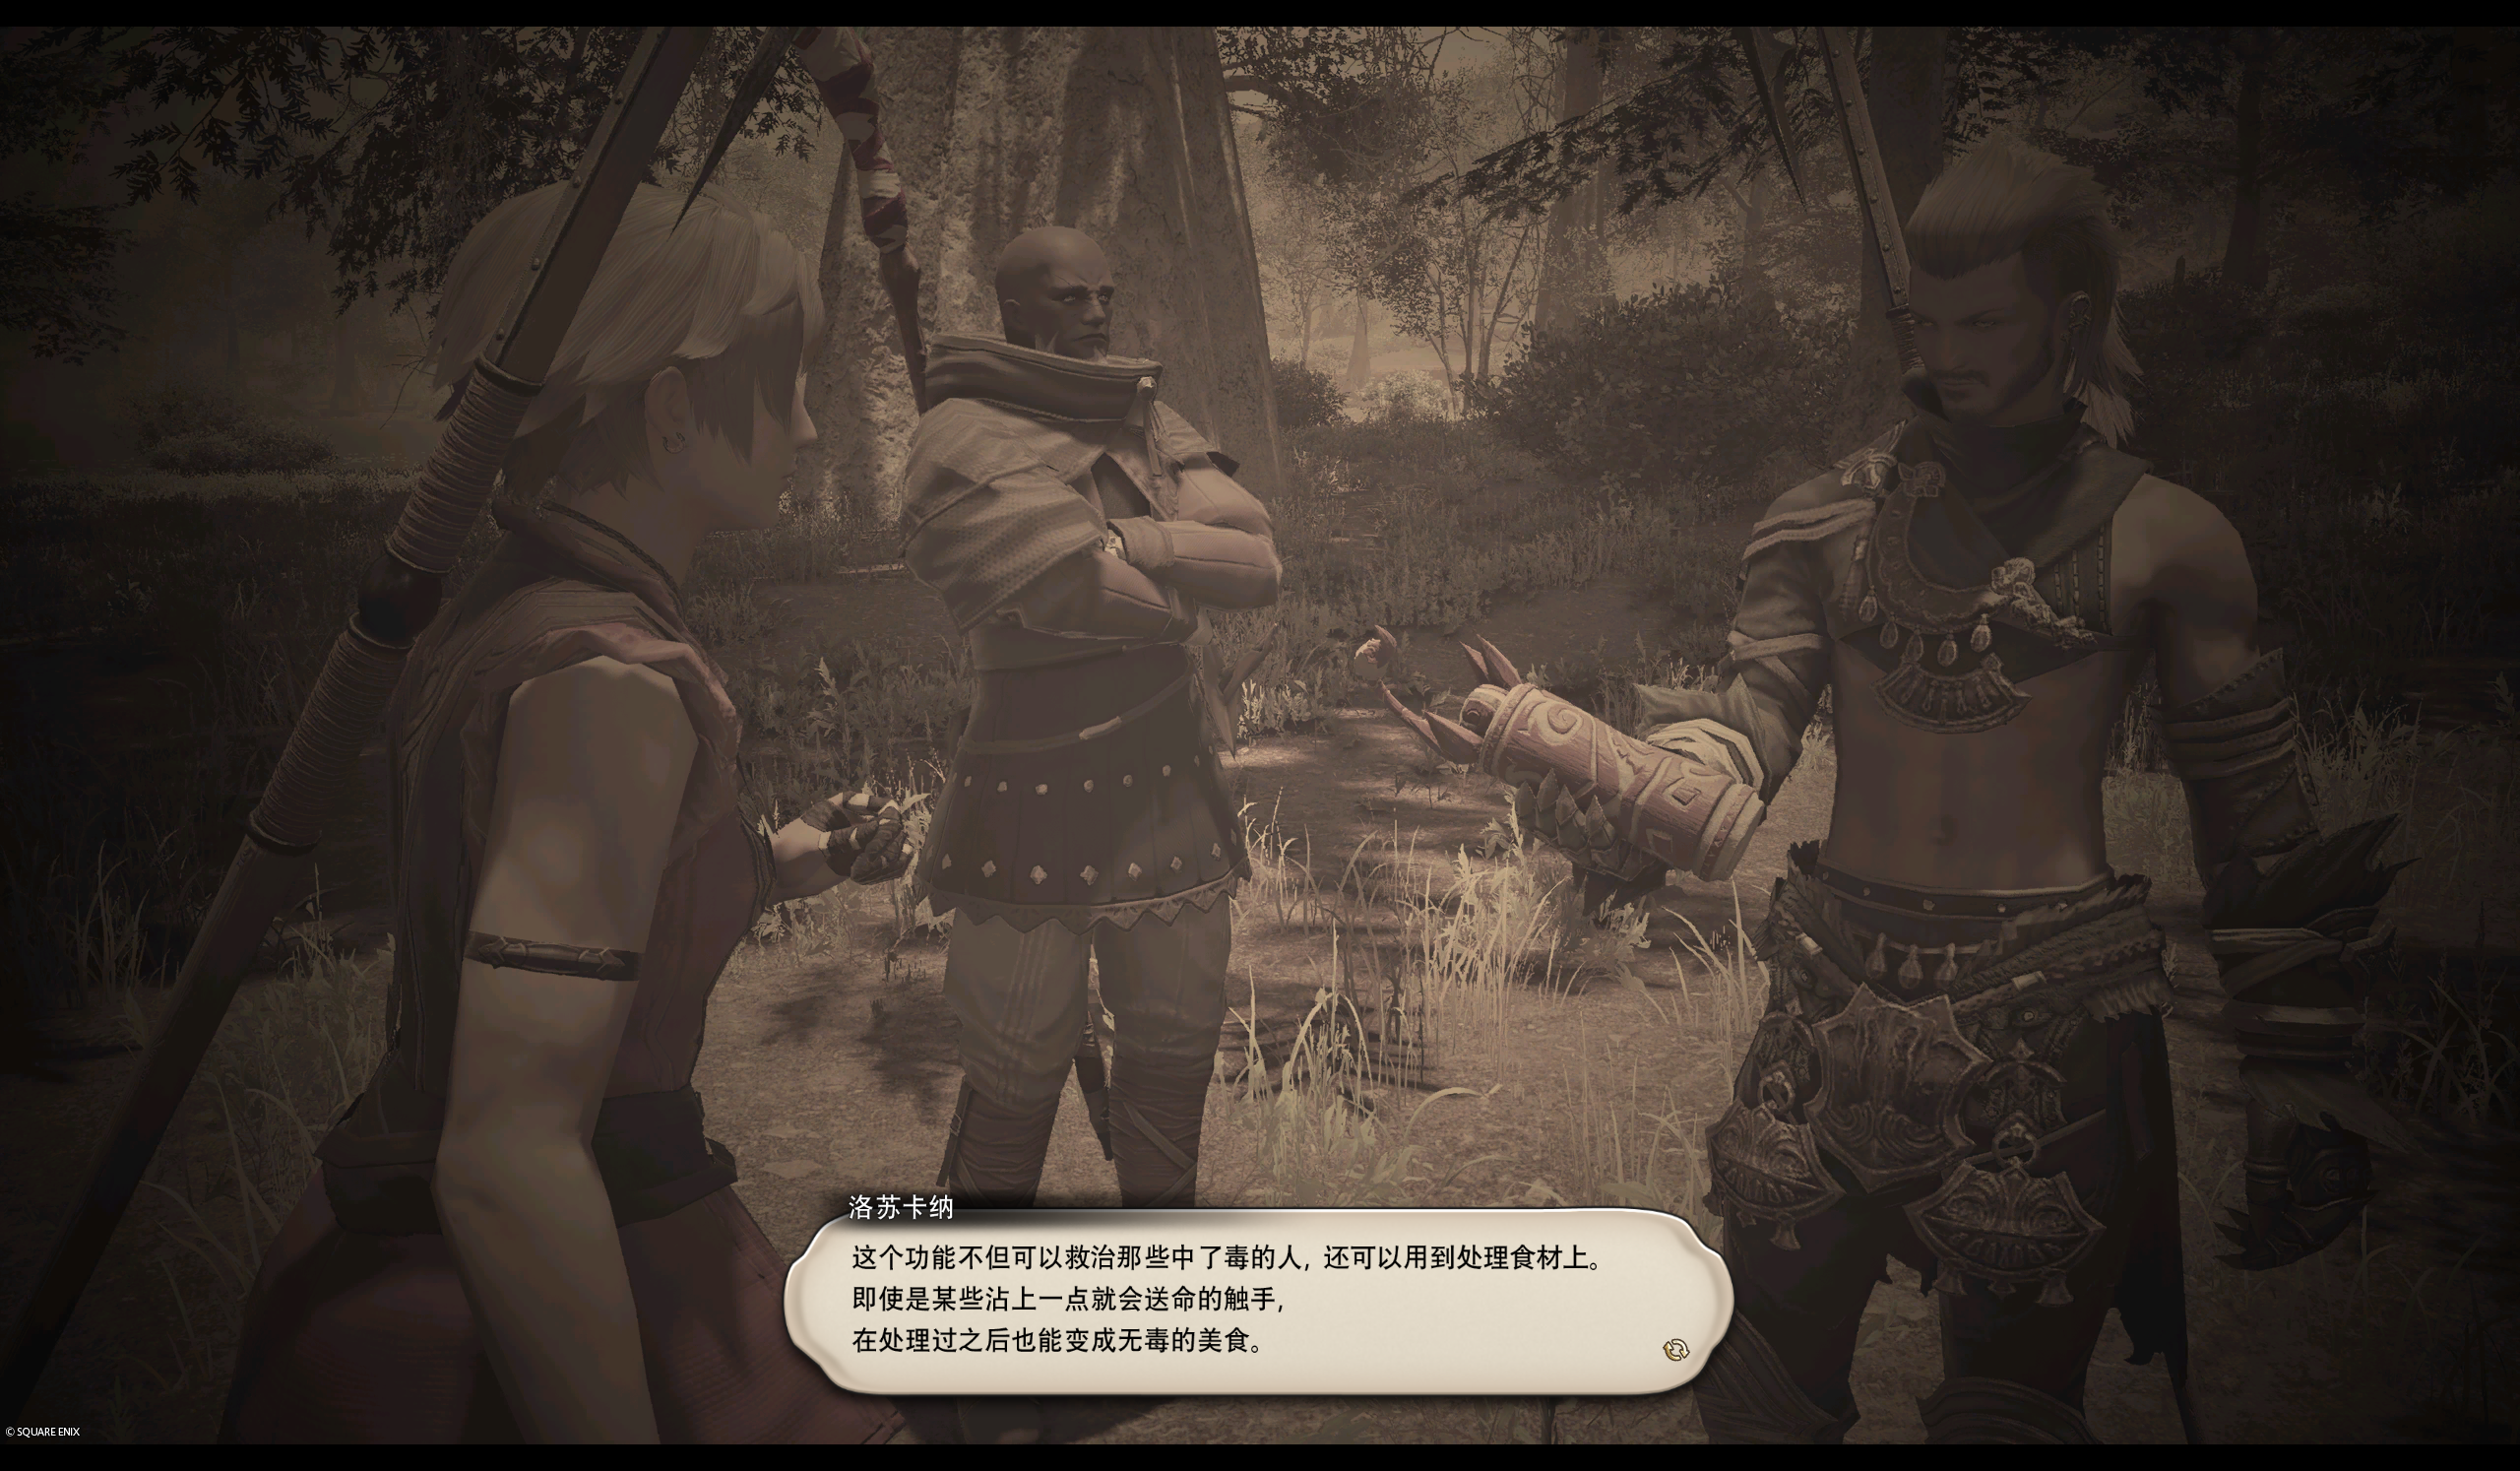 洛苏卡纳
这个功能不但可以救治那些中了毒的人，还可以用到处理食材上。
即使是某些沾上一点就会送命的触手，
在处理过之后也能变成无毒的美食。
© SQUARE ENIX